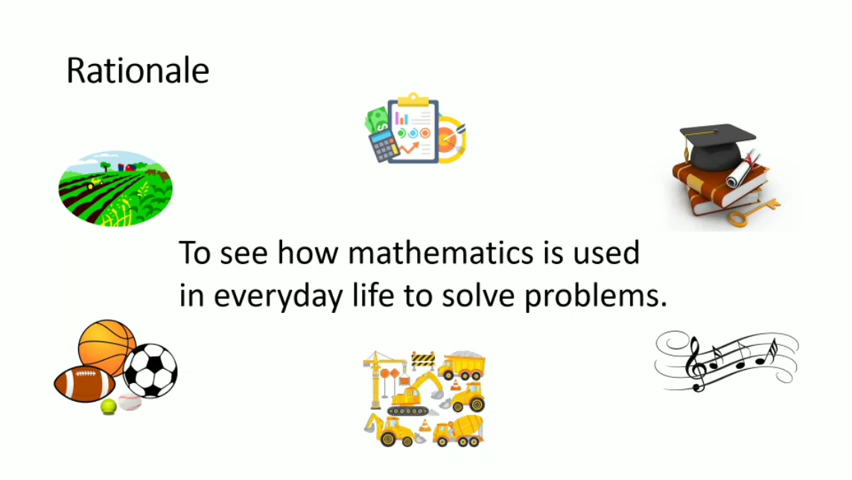 Rationale
To see how mathematics is used
in everyday life to solve problems.